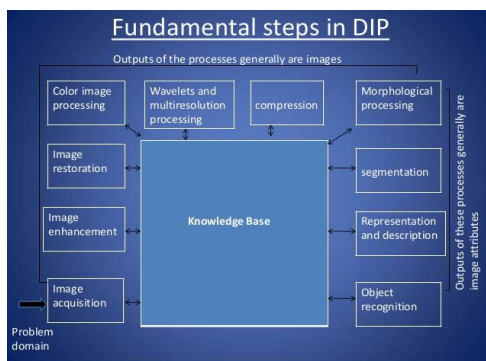 Fundamental steps in DIP
Outputs of the processes generally are images
Color image
processing
Wavelets and
multiresolution
processing
compression
Morphological
processing
Image
restoration
segmentation
Knowledge Base
Image
enhancement
Representation
and description
Image
acquisition
Object
recognition
Problem
domain
Outputs of these processes generally are
image attributes